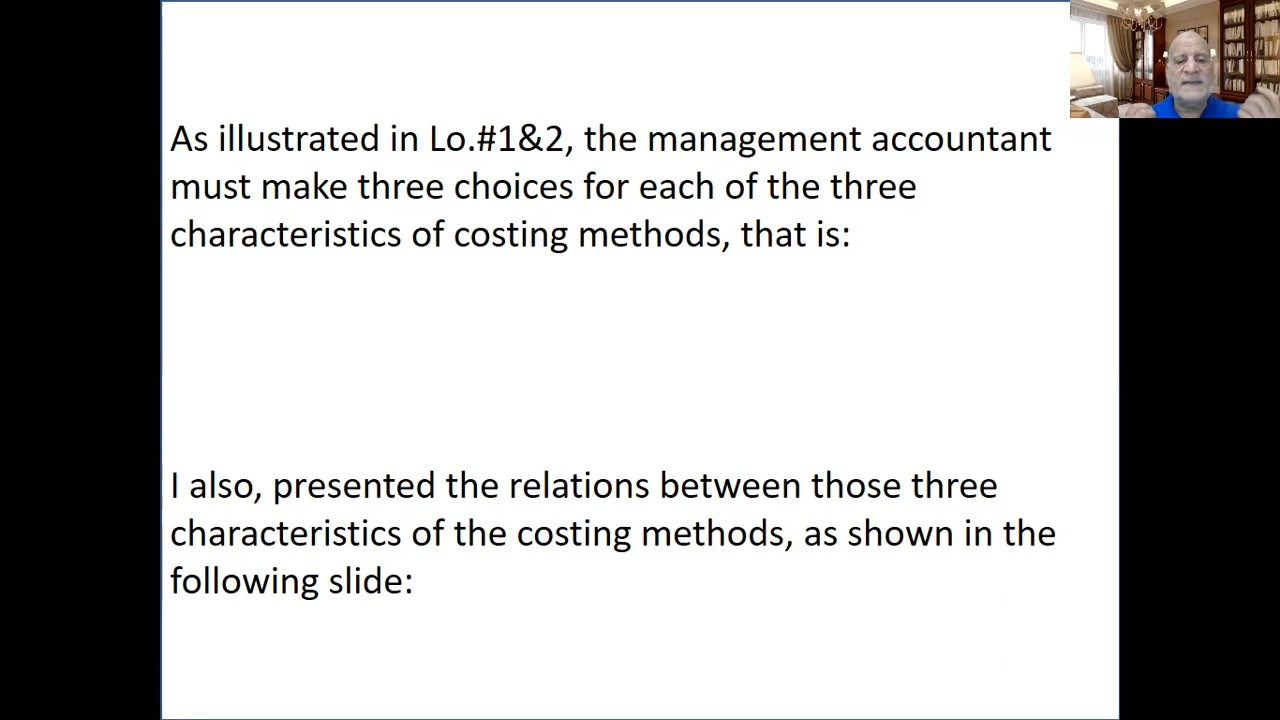 As illustrated in Lo.#1&2, the management accountant
must make three choices for each of the three
characteristics of costing methods, that is:
I also, presented the relations between those three
characteristics of the costing methods, as shown in the
following slide: